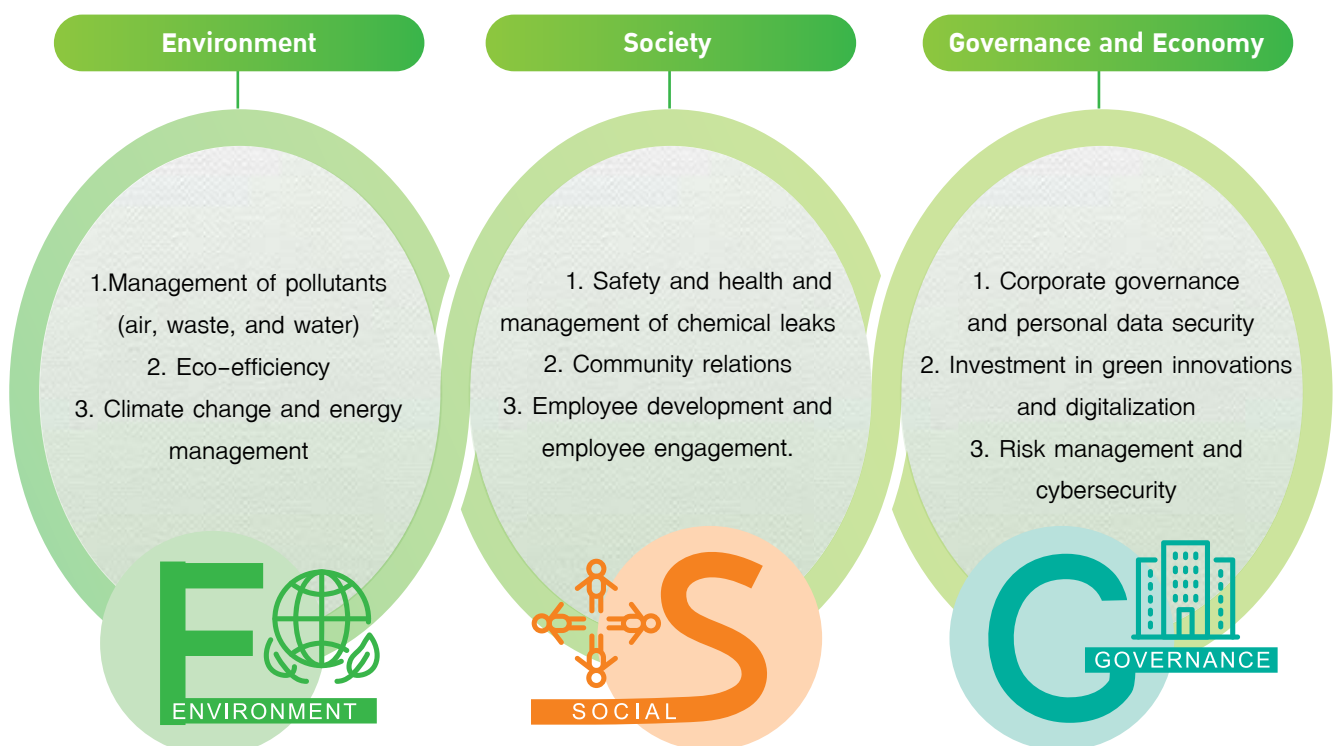 Environment
1.Management of pollutants
(air, waste, and water)
2. Eco-efficiency
3. Climate change and energy
management
E
ENVIRONMENT
Society
1. Safety and health and
management of chemical leaks
2. Community relations
3. Employee development and
employee engagement.
S
SOCIAL
Governance and Economy
1. Corporate governance
and personal data security
2. Investment in green innovations
and digitalization
3. Risk management and
cybersecurity
G
GOVERNANCE